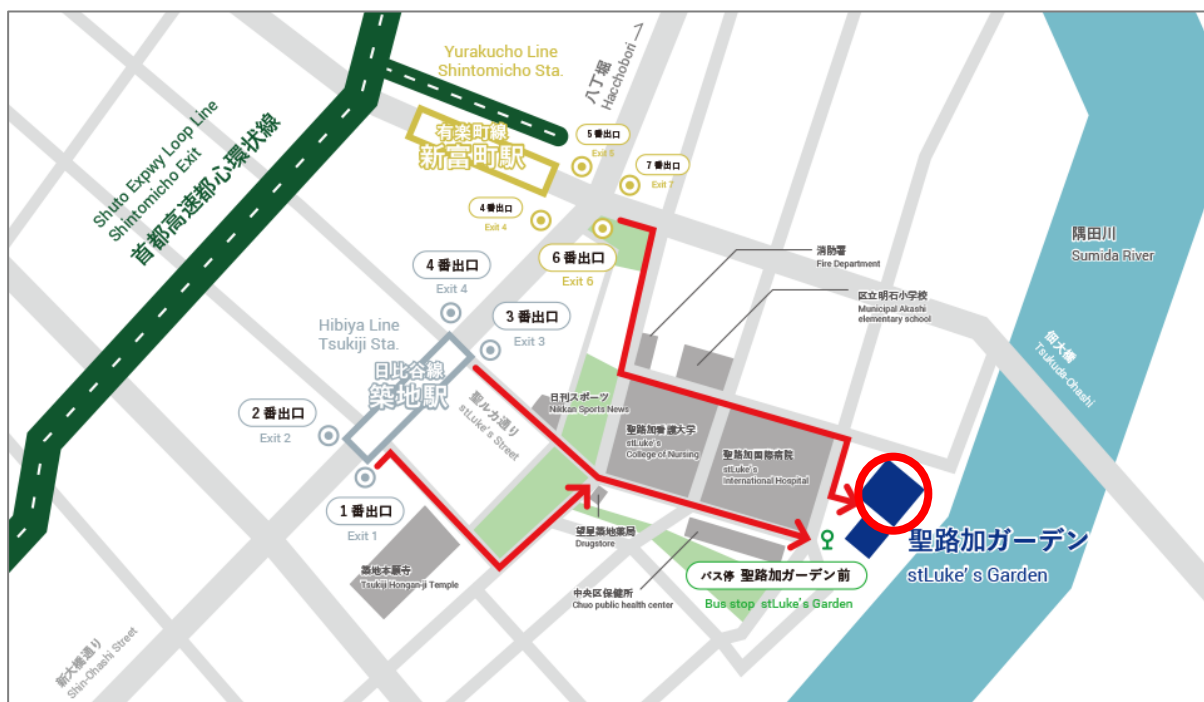 Yurakucho Line
Shintomicho Sta.
八丁堀
Hacchobori
有楽町線
新富町駅
5番出口
Exit 5
7番出口
Exit 7
4番出口
Exit 4
6番出口
Exit 6
Shuto Expwy Loop Line
Shintomicho Exit
首都高速都心環状線
消防署
Fire Department
隅田川
Sumida River
区立明石小学校
Municipal Akashi
elementary school
佃大橋
Tsukuda-Ohashi
4番出口
Exit 4
3番出口
Exit 3
Hibiya Line
Tsukiji Sta.
日比谷線
築地駅
2番出口
Exit 2
1番出口
Exit 1
聖ルカ通り
stLuke's Street
日刊スポーツ
Nikkan Sports News
聖路加看護大学
stLuke's
College of Nursing
聖路加国際病院
stLuke's
International Hospital
築地本願寺
Tsukiji Hongan-ji Temple
望星築地薬局
Drugstore
中央区保健所
Chuo public health center
バス停 聖路加ガーデン前
Bus stop stLuke's Garden
聖路加ガーデン
stLuke's Garden
新大橋通り
Shin-Ohashi Street